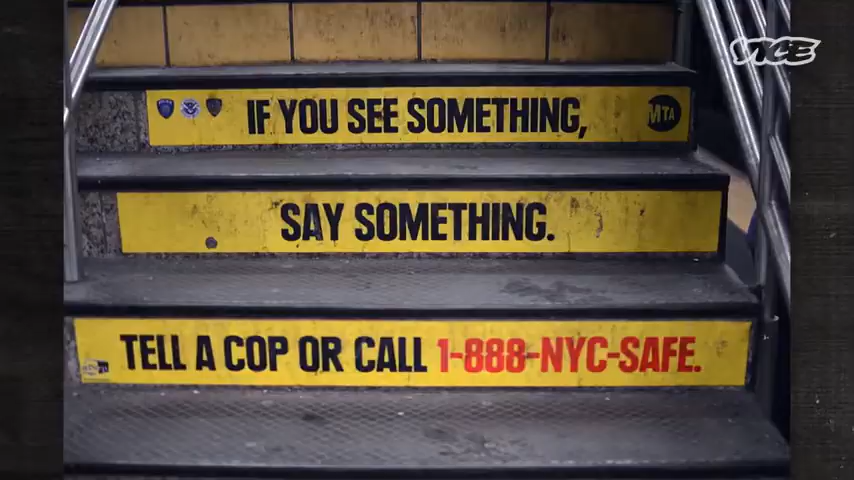 VICE
IF YOU SEE SOMETHING,
MTA
SAY SOMETHING.
TELL A COP OR CALL 1-888-NYC-SAFE.